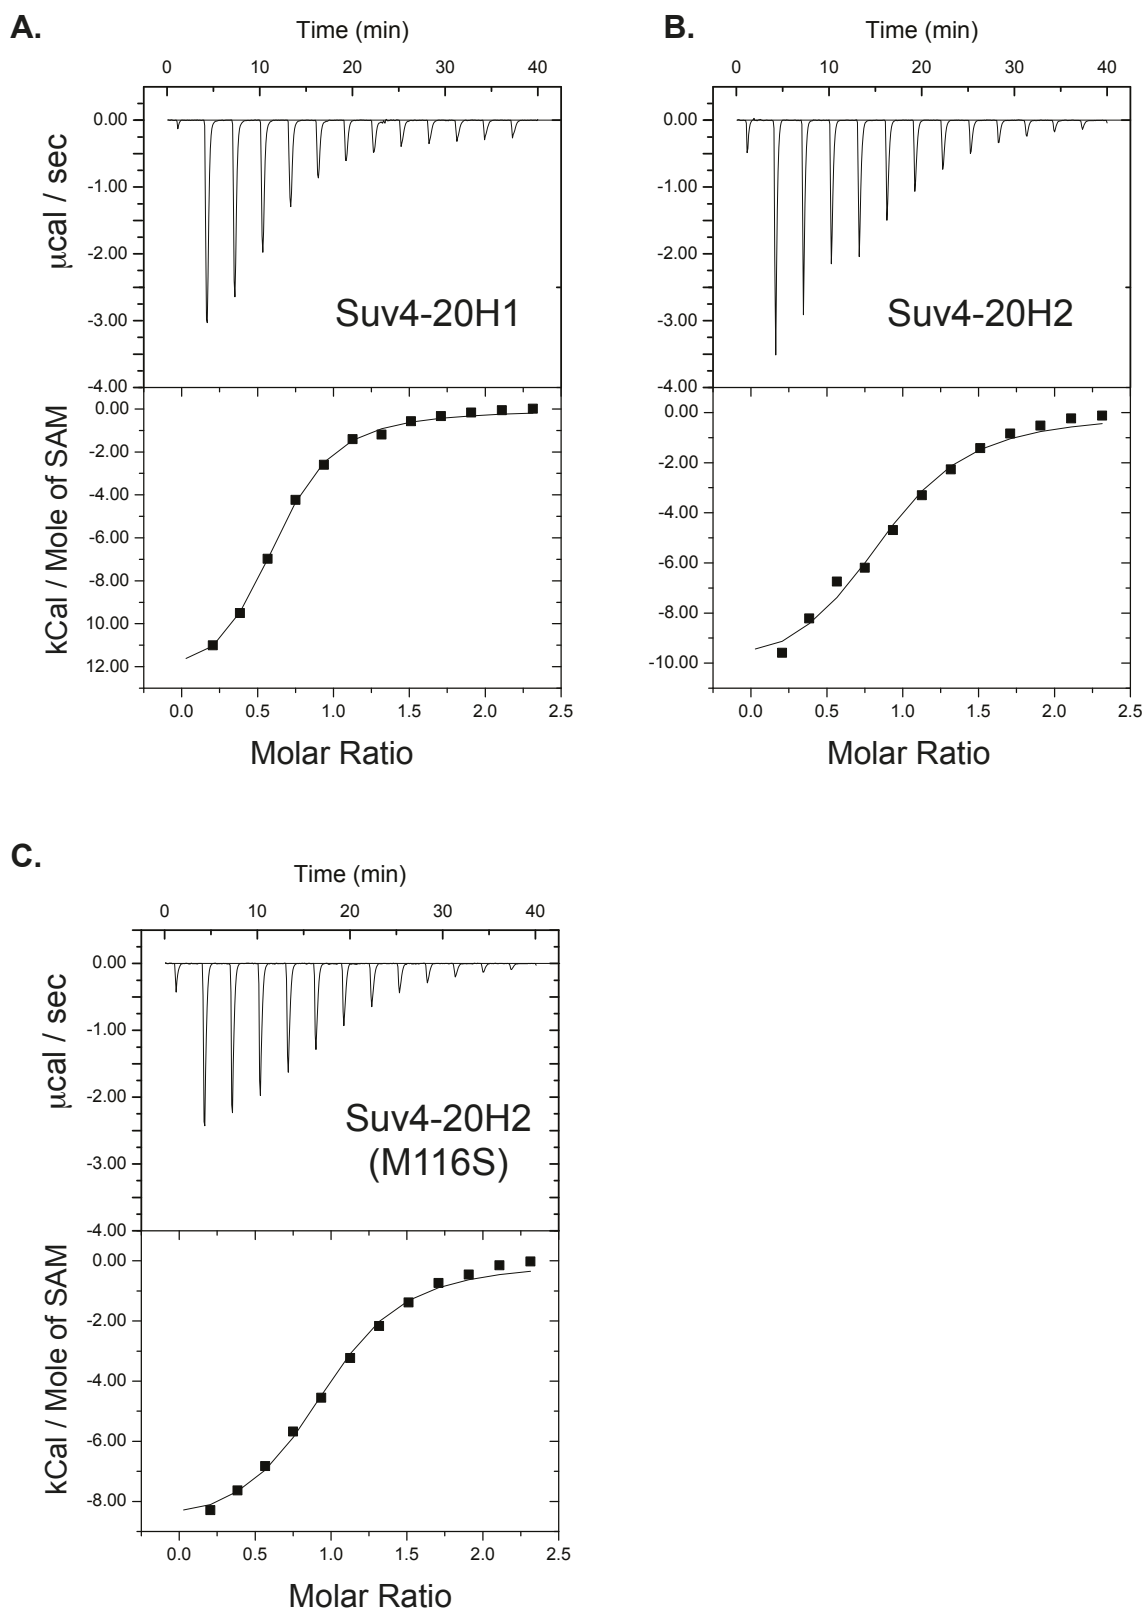 A.
Time (min)
0 10 20 30 40
0.00
-1.00
-2.00
-3.00
-4.00
µcal / sec
Suv4-20H1
0.00
-2.00
-4.00
-6.00
-8.00
10.00
12.00
kCal / Mole of SAM
0.0 0.5 1.0 1.5 2.0 2.5
Molar Ratio
B.
Time (min)
0 10 20 30 40
0.00
-1.00
-2.00
-3.00
-4.00
Suv4-20H2
0.00
-2.00
-4.00
-6.00
-8.00
-10.00
0.0 0.5 1.0 1.5 2.0 2.5
Molar Ratio
C.
Time (min)
0 10 20 30 40
0.00
-1.00
-2.00
-3.00
-4.00
µcal / sec
Suv4-20H2
(M116S)
0.00
-2.00
-4.00
-6.00
-8.00
kCal / Mole of SAM
0.0 0.5 1.0 1.5 2.0 2.5
Molar Ratio